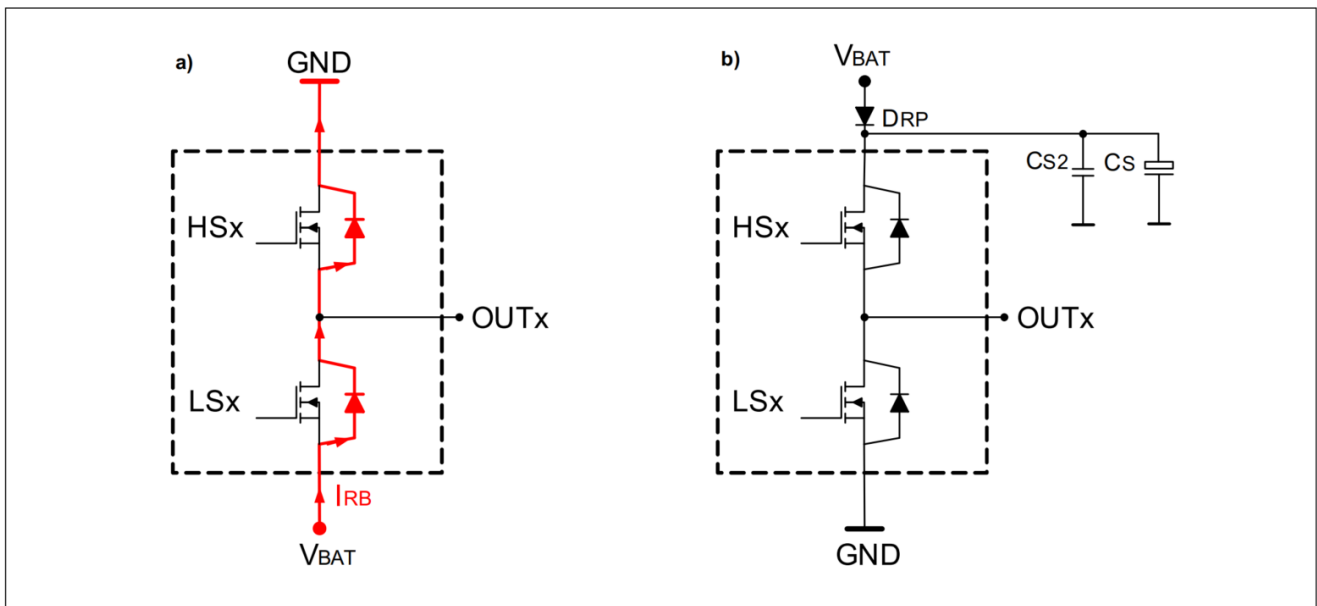 a)
GND
HSx
OUTx
LSx
IRB
VBAT
b)
VBAT
DRP
CS2
CS
HSx
OUTx
LSx
GND